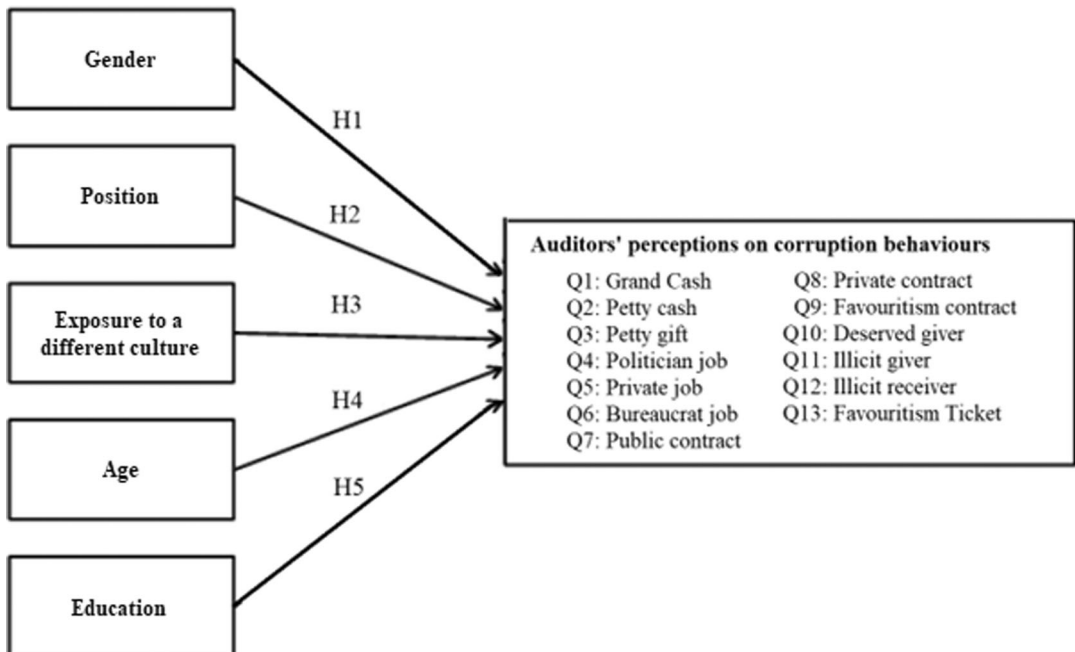 Gender
H1
Position
H2
Exposure to a
different culture
H3
Age
H4
Education
H5
Auditors' perceptions on corruption behaviours
Q1: Grand Cash
Q2: Petty cash
Q3: Petty gift
Q4: Politician job
Q5: Private job
Q6: Bureaucrat job
Q7: Public contract
Q8: Private contract
Q9: Favouritism contract
Q10: Deserved giver
Q11: Illicit giver
Q12: Illicit receiver
Q13: Favouritism Ticket